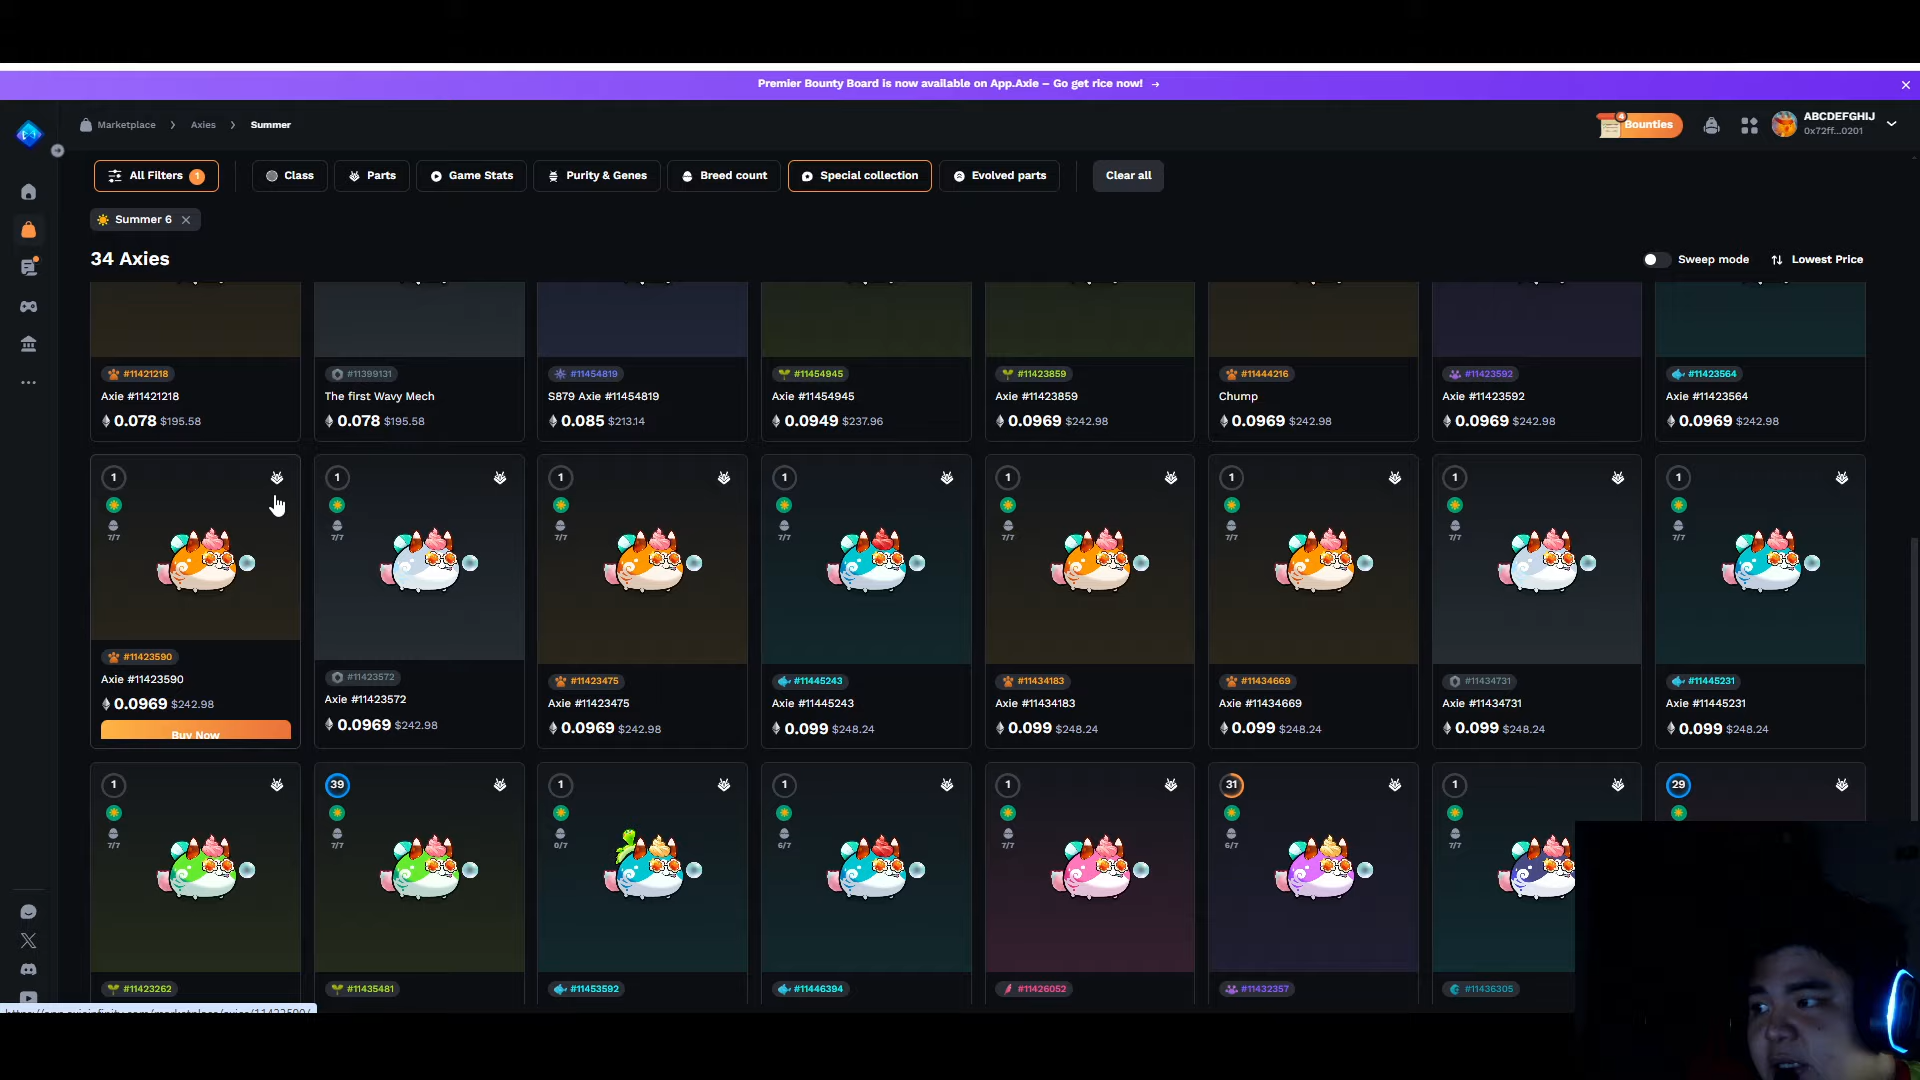 Premier Bounty Board is now available on App.Axie – Go get rice now! →
Marketplace > Axies > Summer
4
Bounties
ABCDEFGHIJ
0x72ff...0201
All Filters 1
Class
Parts
Game Stats
Purity & Genes
Breed count
Special collection
Evolved parts
Clear all
Summer 6
34 Axies
Sweep mode
Lowest Price
#11421218 #11399131 #11454819 #11454945 #11423859 #11444216 #11423592 #11423564
Axie #11421218 The first Wavy Mech S879 Axie #11454819 Axie #11454945 Axie #11423859 Chump Axie #11423592 Axie #11423564
0.078 $195.58 0.078 $195.58 0.085 $213.14 0.0949 $237.96 0.0969 $242.98 0.0969 $242.98 0.0969 $242.98 0.0969 $242.98
1 1 1 1 1 1 1 1
7/7 7/7 7/7 7/7 7/7 7/7 7/7 7/7
#11423590 #11423572 #11423475 #11445243 #11434183 #11434669 #11434731 #11445231
Axie #11423590 Axie #11423572 Axie #11423475 Axie #11445243 Axie #11434183 Axie #11434669 Axie #11434731 Axie #11445231
0.0969 $242.98 0.0969 $242.98 0.0969 $242.98 0.099 $248.24 0.099 $248.24 0.099 $248.24 0.099 $248.24 0.099 $248.24
Buy Now
1 39 1 1 1 31 1 29
7/7 7/7 0/7 6/7 7/7 6/7 7/7
#11423262 #11435481 #11453592 #11446394 #11426052 #11432357 #11436305